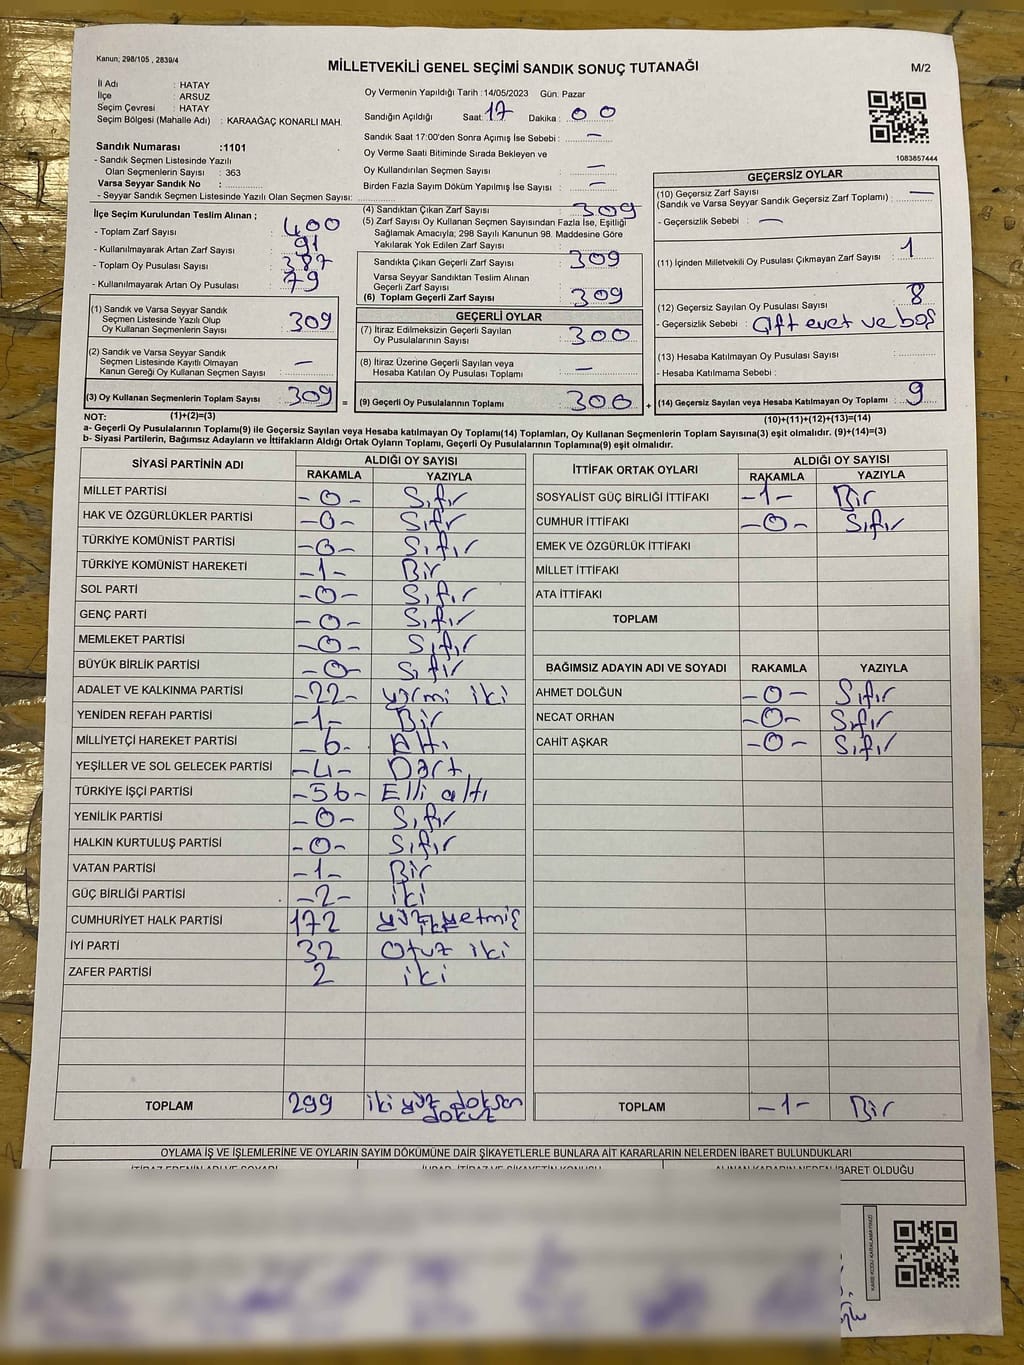 Kanun; 298/105 , 2839/4
MİLLETVEKİLİ GENEL SEÇİMİ SANDIK SONUÇ TUTANAĞI
M/2
İl Adı : HATAY
İlçe : ARSUZ
Seçim Çevresi : HATAY
Seçim Bölgesi (Mahalle Adı) : KARAAĞAÇ KONARLI MAH.
Oy Vermenin Yapıldığı Tarih :14/05/2023 Gün: Pazar
Sandığın Açıldığı Saat: 17 Dakika : 00
Sandık Saat 17:00'den Sonra Açımış İse Sebebi : —
Oy Verme Saati Bitiminde Sırada Bekleyen ve
Oy Kullandırılan Seçmen Sayısı —
Birden Fazla Sayım Döküm Yapılmış İse Sayısı : —
1083657444
Sandık Numarası :1101
- Sandık Seçmen Listesinde Yazılı
Olan Seçmenlerin Sayısı : 363
Varsa Seyyar Sandık No :
- Seyyar Sandık Seçmen Listesinde Yazılı Olan Seçmen Sayısı:
İlçe Seçim Kurulundan Teslim Alınan ;
- Toplam Zarf Sayısı : 400
- Kullanılmayarak Artan Zarf Sayısı : 91
- Toplam Oy Pusulası Sayısı : 387
- Kullanılmayarak Artan Oy Pusulası : 79
(1) Sandık ve Varsa Seyyar Sandık
Seçmen Listesinde Yazılı Olup
Oy Kullanan Seçmenlerin Sayısı : 309
(2) Sandık ve Varsa Seyyar Sandık
Seçmen Listesinde Kayıtlı Olmayan
Kanun Gereği Oy Kullanan Seçmen Sayısı : —
(3) Oy Kullanan Seçmenlerin Toplam Sayısı : 309 =
(1)+(2)=(3)
(4) Sandıktan Çıkan Zarf Sayısı : 309
(5) Zarf Sayısı Oy Kullanan Seçmen Sayısından Fazla İse, Eşitliği
Sağlamak Amacıyla; 298 Sayılı Kanunun 98. Maddesine Göre
Yakılarak Yok Edilen Zarf Sayısı :
Sandıkta Çıkan Geçerli Zarf Sayısı : 309
Varsa Seyyar Sandıktan Teslim Alınan
Geçerli Zarf Sayısı :
(6) Toplam Geçerli Zarf Sayısı : 309
GEÇERLİ OYLAR
(7) İtiraz Edilmeksizin Geçerli Sayılan
Oy Pusulalarının Sayısı : 300
(8) İtiraz Üzerine Geçerli Sayılan veya
Hesaba Katılan Oy Pusulası Toplamı : —
(9) Geçerli Oy Pusulalarının Toplamı : 300 +
GEÇERSİZ OYLAR
(10) Geçersiz Zarf Sayısı
(Sandık ve Varsa Seyyar Sandık Geçersiz Zarf Toplamı) : —
- Geçersizlik Sebebi : —
(11) İçinden Milletvekili Oy Pusulası Çıkmayan Zarf Sayısı : 1
(12) Geçersiz Sayılan Oy Pusulası Sayısı : 8
- Geçersizlik Sebebi : Çift evet ve boş
(13) Hesaba Katılmayan Oy Pusulası Sayısı :
- Hesaba Katılmama Sebebi :
(14) Geçersiz Sayılan veya Hesaba Katılmayan Oy Toplamı : 9
(10)+(11)+(12)+(13)=(14)
NOT:
a- Geçerli Oy Pusulalarının Toplamı(9) ile Geçersiz Sayılan veya Hesaba katılmayan Oy Toplamı(14) Toplamları, Oy Kullanan Seçmenlerin Toplam Sayısına(3) eşit olmalıdır. (9)+(14)=(3)
b- Siyasi Partilerin, Bağımsız Adayların ve İttifakların Aldığı Ortak Oyların Toplamı, Geçerli Oy Pusulalarının Toplamına(9) eşit olmalıdır.
SİYASİ PARTİNİN ADI ALDIĞI OY SAYISI
RAKAMLA YAZIYLA
MİLLET PARTİSİ -0- Sıfır
HAK VE ÖZGÜRLÜKLER PARTİSİ -0- Sıfır
TÜRKİYE KOMÜNİST PARTİSİ -0- Sıfır
TÜRKİYE KOMÜNİST HAREKETİ -1- Bir
SOL PARTİ -0- Sıfır
GENÇ PARTİ -0- Sıfır
MEMLEKET PARTİSİ -0- Sıfır
BÜYÜK BİRLİK PARTİSİ -0- Sıfır
ADALET VE KALKINMA PARTİSİ -22- yirmi iki
YENİDEN REFAH PARTİSİ -1- Bir
MİLLİYETÇİ HAREKET PARTİSİ -6- Altı
YEŞİLLER VE SOL GELECEK PARTİSİ -4- Dört
TÜRKİYE İŞÇİ PARTİSİ -56- Elli altı
YENİLİK PARTİSİ -0- Sıfır
HALKIN KURTULUŞ PARTİSİ -0- Sıfır
VATAN PARTİSİ -1- Bir
GÜÇ BİRLİĞİ PARTİSİ -2- iki
CUMHURİYET HALK PARTİSİ 172 yüz yetmiş iki
İYİ PARTİ 32 Otuz iki
ZAFER PARTİSİ 2 iki
TOPLAM 299 iki yüz doksan dokuz
İTTİFAK ORTAK OYLARI ALDIĞI OY SAYISI
RAKAMLA YAZIYLA
SOSYALİST GÜÇ BİRLİĞİ İTTİFAKI -1- Bir
CUMHUR İTTİFAKI -0- Sıfır
EMEK VE ÖZGÜRLÜK İTTİFAKI
MİLLET İTTİFAKI
ATA İTTİFAKI
TOPLAM
BAĞIMSIZ ADAYIN ADI VE SOYADI RAKAMLA YAZIYLA
AHMET DOLĞUN -0- Sıfır
NECAT ORHAN -0- Sıfır
CAHİT AŞKAR -0- Sıfır
TOPLAM -1- Bir
OYLAMA İŞ VE İŞLEMLERİNE VE OYLARIN SAYIM DÖKÜMÜNE DAİR ŞİKAYETLERLE BUNLARA AİT KARARLARIN NELERDEN İBARET BULUNDUKLARI
İTİRAZ EDENİN ADI VE SOYADI İHBAR, İTİRAZ VE ŞİKAYETİN KONUSU ALINAN KARARIN NEDEN İBARET OLDUĞU